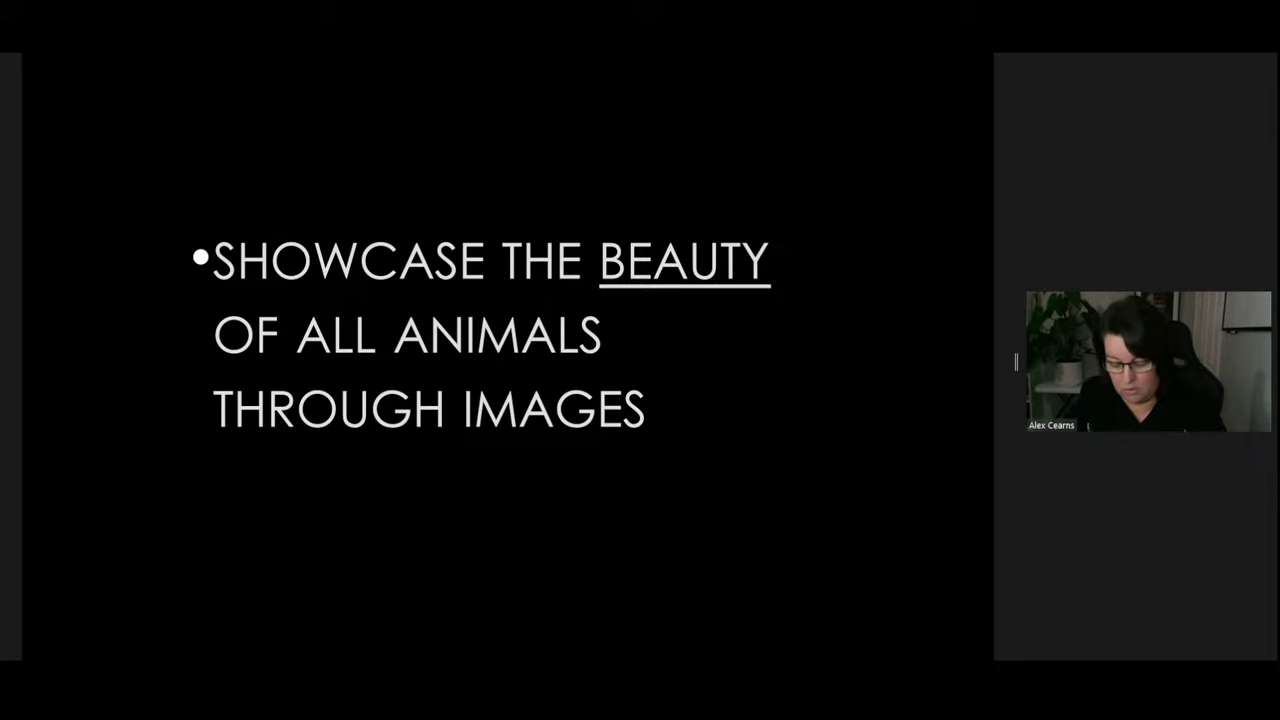 •SHOWCASE THE BEAUTY
OF ALL ANIMALS
THROUGH IMAGES
Alex Cearns